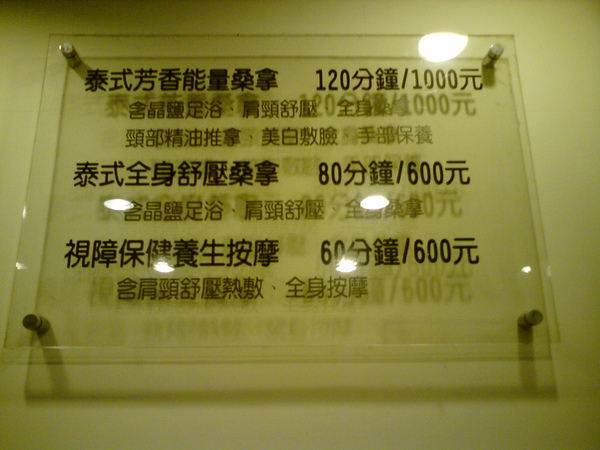 泰式芳香能量桑拿 120分鐘/1000元
含晶鹽足浴、肩頸舒壓 全身桑拿
頸部精油推拿、美白敷臉、手部保養
泰式全身舒壓桑拿 80分鐘/600元
含晶鹽足浴、肩頸舒壓、全身桑拿
視障保健養生按摩 60分鐘/600元
含肩頸舒壓熱敷、全身按摩